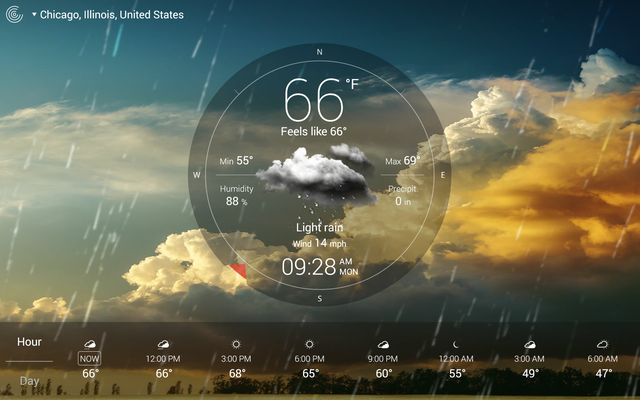 Chicago, Illinois, United States
N
66 °F
Feels like 66°
Min 55° Max 69°
W E
Humidity Precipit
88 % 0 in
Light rain
Wind 14 mph
09:28 AM MON
S
Hour
NOW 12:00 PM 3:00 PM 6:00 PM 9:00 PM 12:00 AM 3:00 AM 6:00 AM
66° 66° 68° 65° 60° 55° 49° 47°
Day